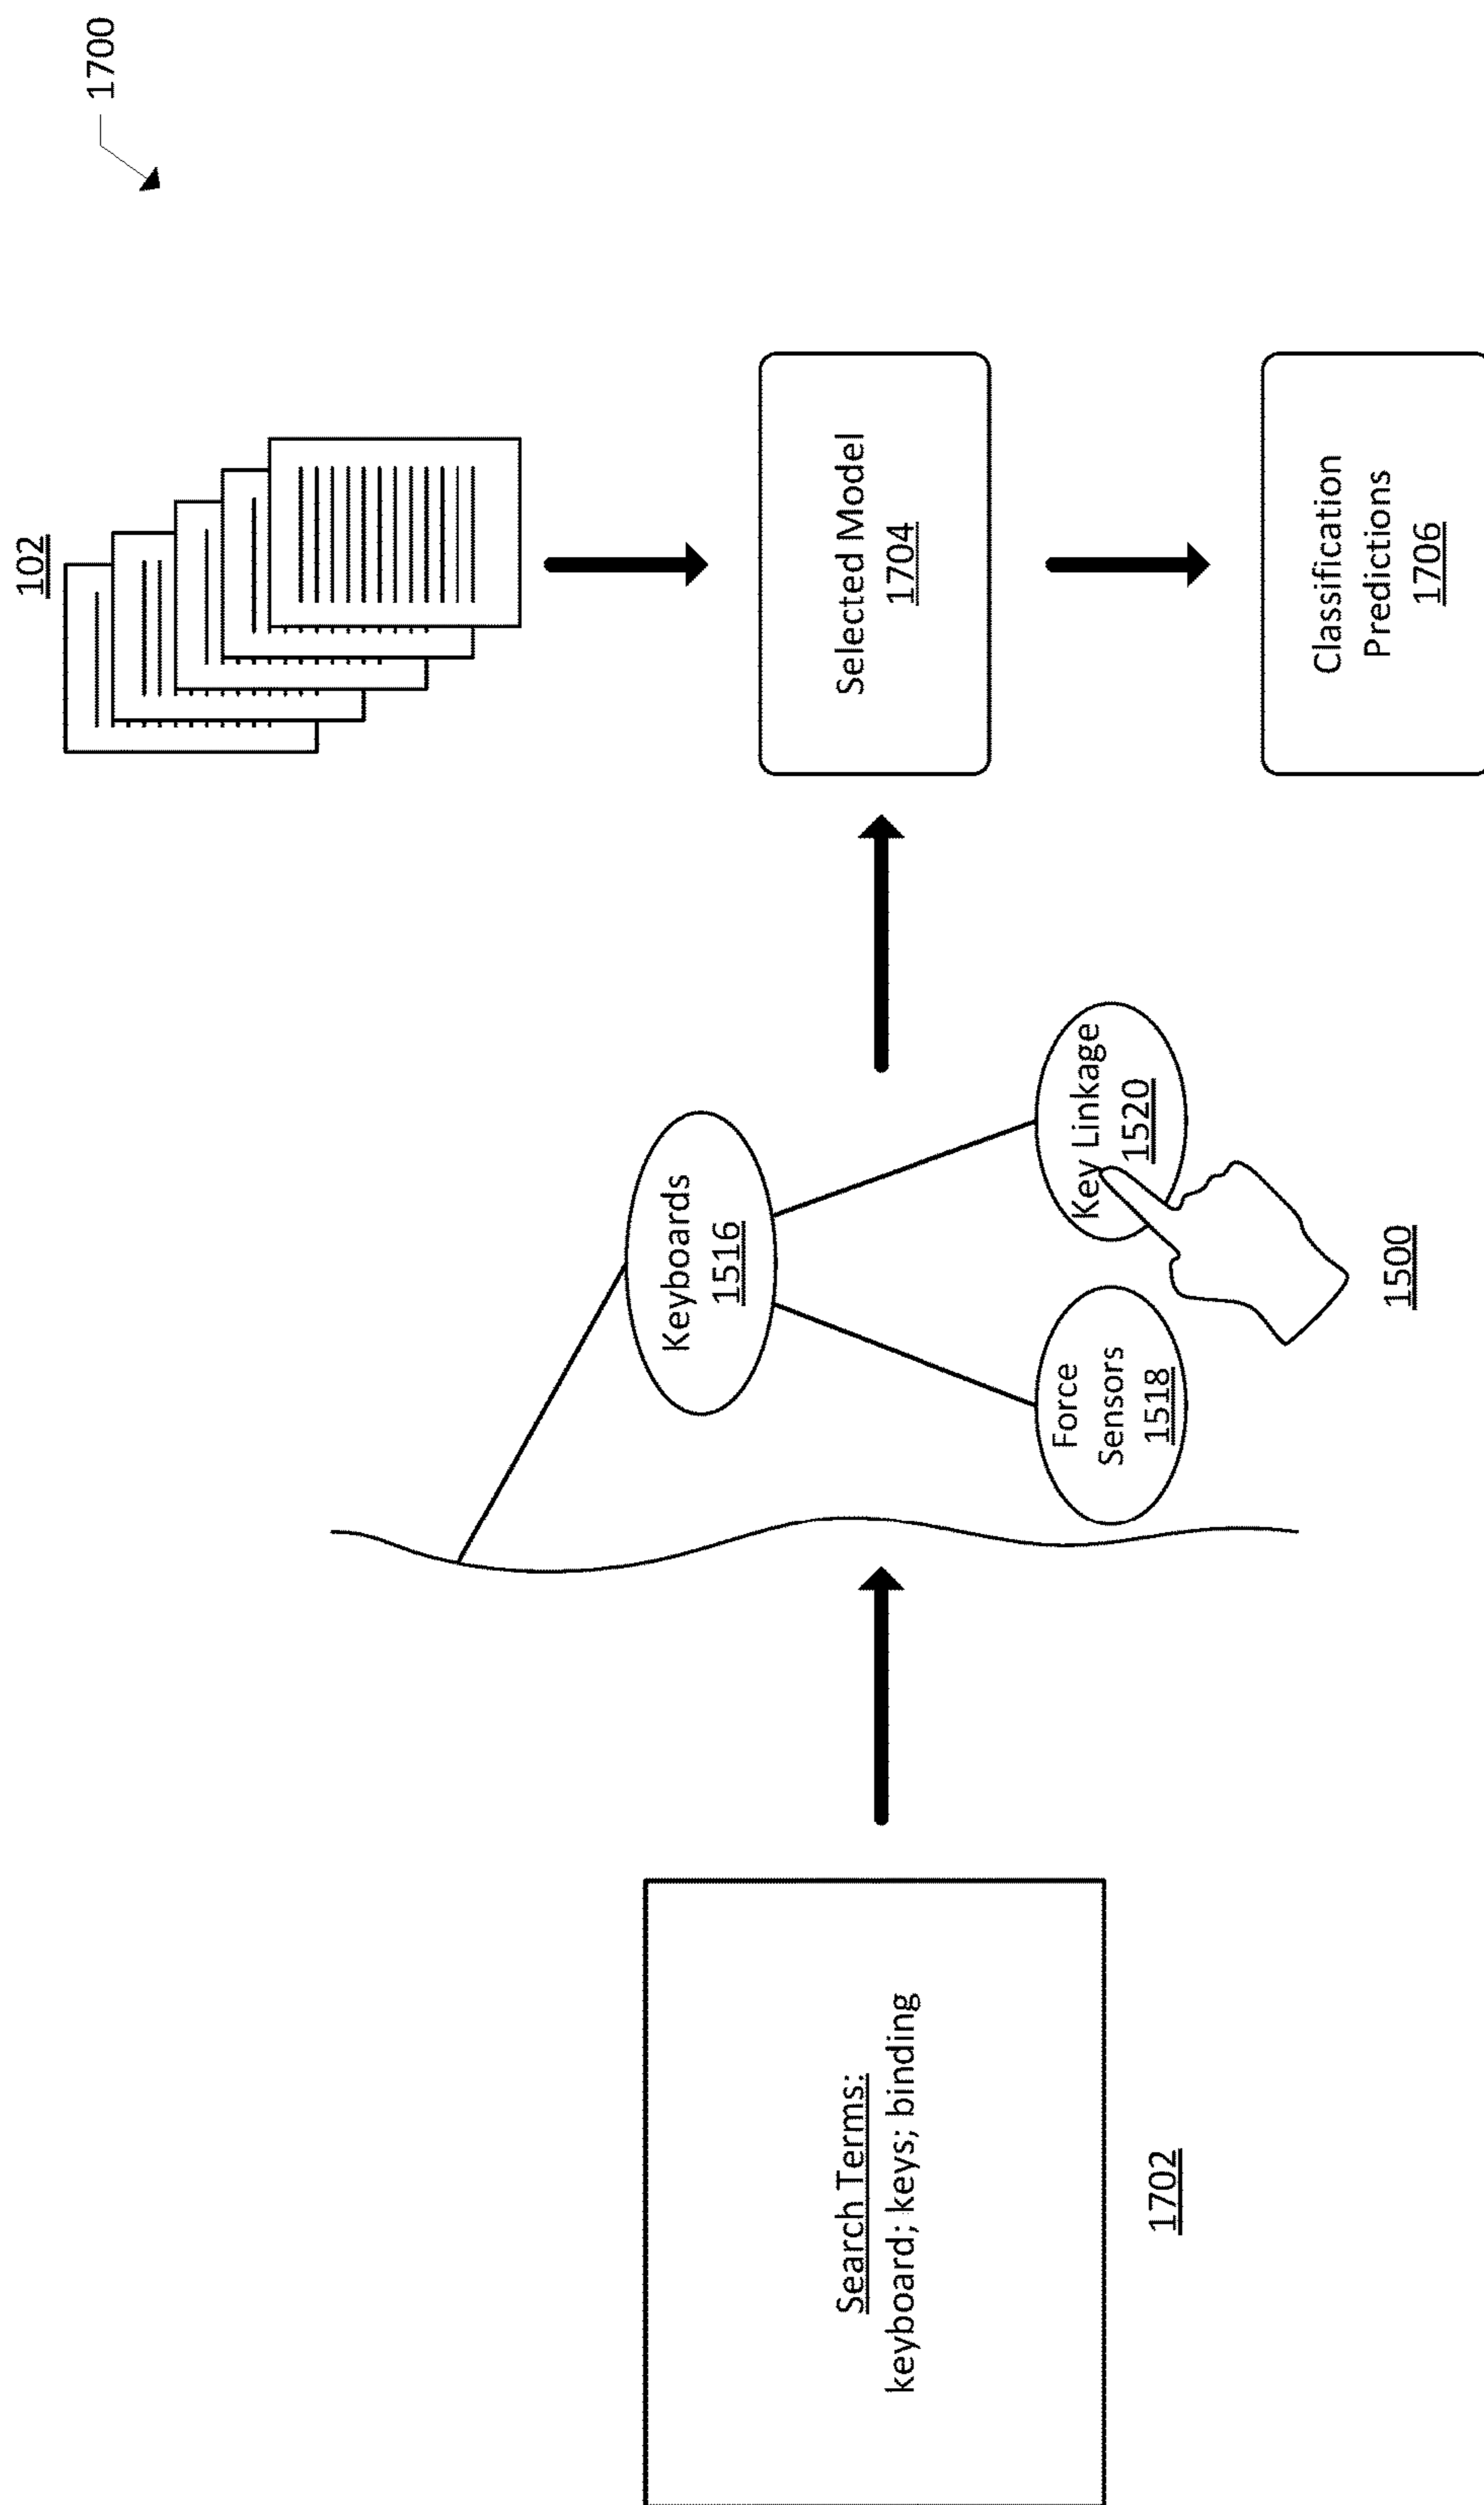 1700
102
Search Terms:
keyboard; keys; binding
1702
Keyboards
1516
Force
Sensors
1518
Key Linkage
1520
1500
Selected Model
1704
Classification
Predictions
1706